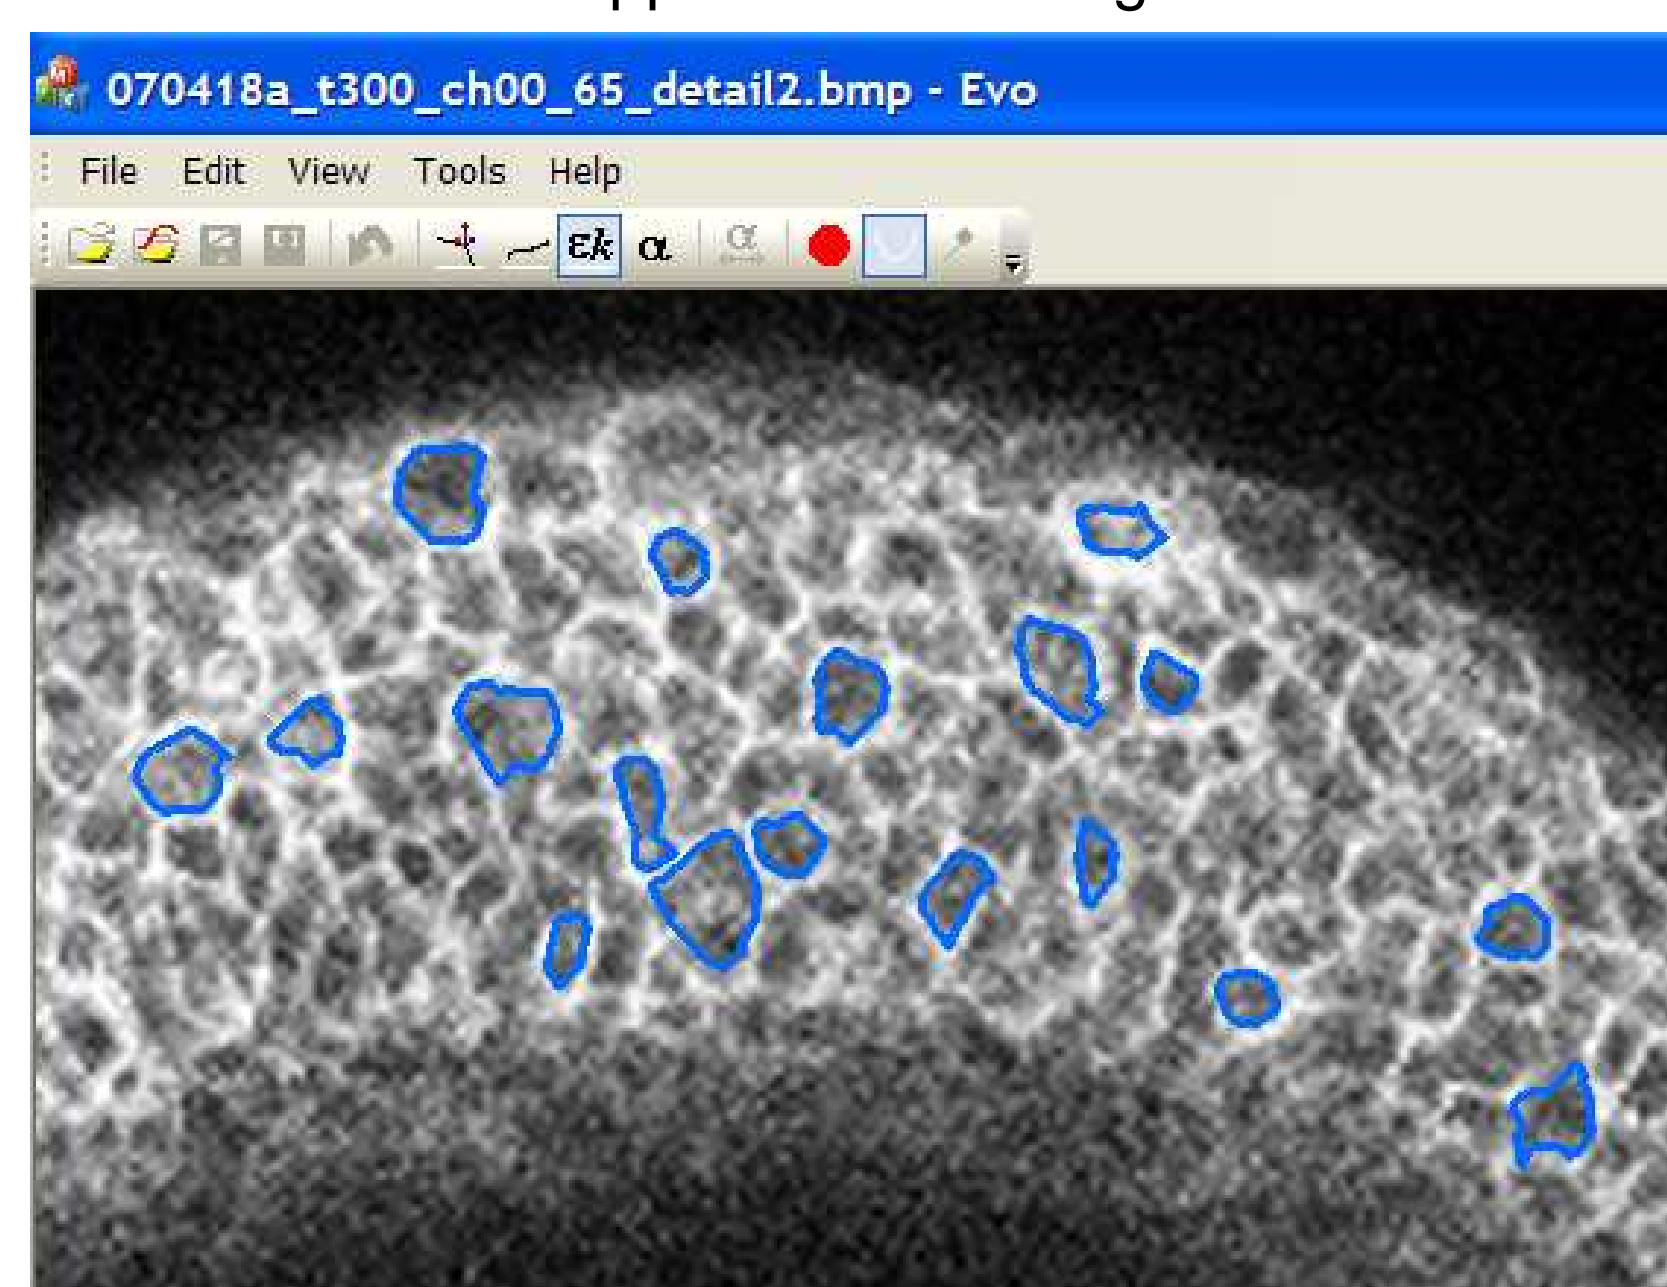 070418a_t300_ch00_65_detail2.bmp - Evo
File Edit View Tools Help
εk α α